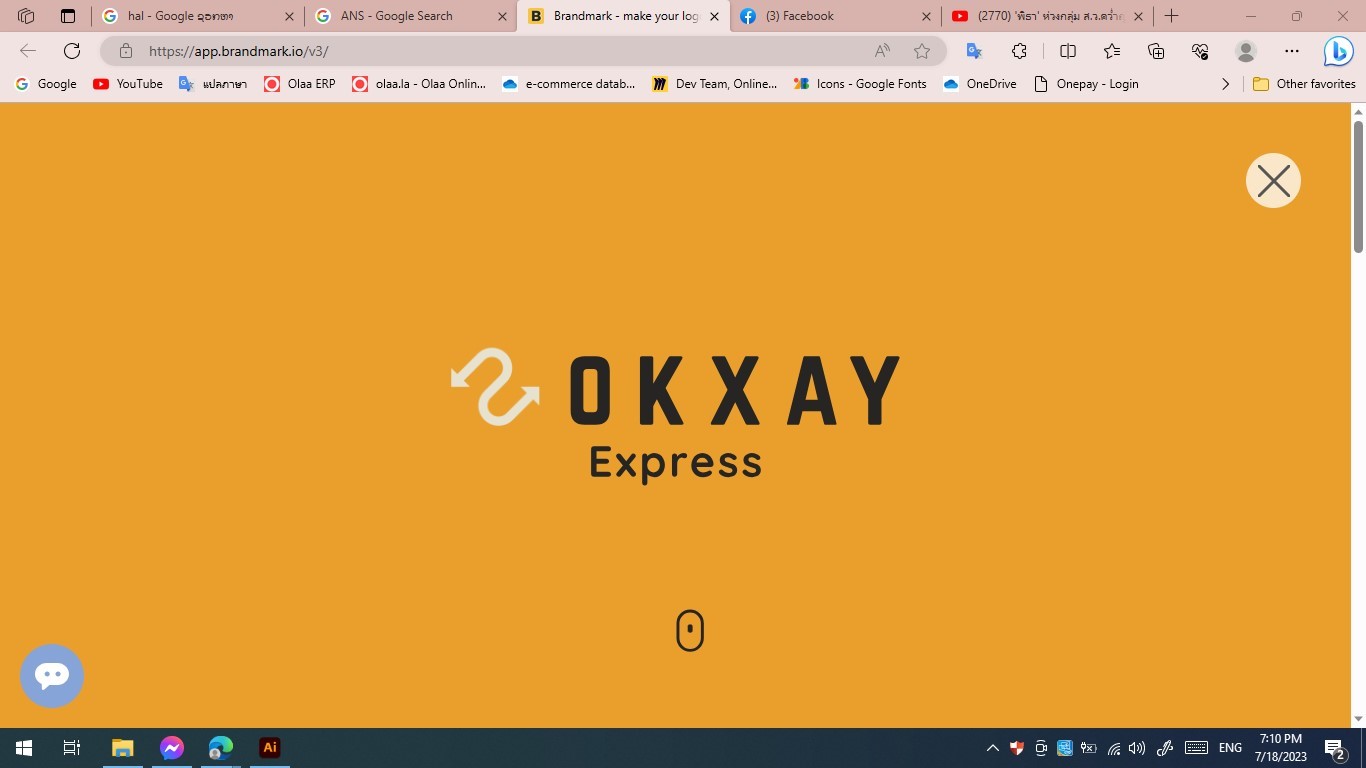 hal - Google ຊອກຫາ
ANS - Google Search
Brandmark - make your log
(3) Facebook
(2770) 'พิธา' ห่วงกลุ่ม ส.ว.คว่ำ
https://app.brandmark.io/v3/
Google
YouTube
แปลภาษา
Olaa ERP
olaa.la - Olaa Onlin...
e-commerce datab...
Dev Team, Online...
Icons - Google Fonts
OneDrive
Onepay - Login
Other favorites
OKXAY
Express
Ai
ENG
7:10 PM
7/18/2023
2